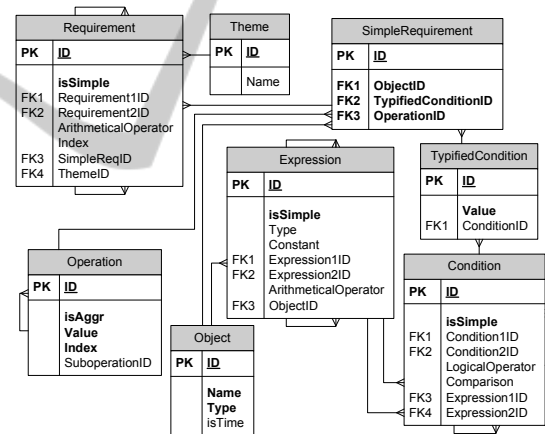 Requirement
PK ID
isSimple
FK1 Requirement1ID
FK2 Requirement2ID
ArithmeticalOperator
Index
FK3 SimpleReqID
FK4 ThemeID
Theme
PK ID
Name
SimpleRequirement
PK ID
FK1 ObjectID
FK2 TypifiedConditionID
FK3 OperationID
Expression
PK ID
isSimple
Type
Constant
FK1 Expression1ID
FK2 Expression2ID
ArithmeticalOperator
FK3 ObjectID
TypifiedCondition
PK ID
Value
FK1 ConditionID
Operation
PK ID
isAggr
Value
Index
SuboperationID
Object
PK ID
Name
Type
isTime
Condition
PK ID
isSimple
FK1 Condition1ID
FK2 Condition2ID
LogicalOperator
Comparison
FK3 Expression1ID
FK4 Expression2ID